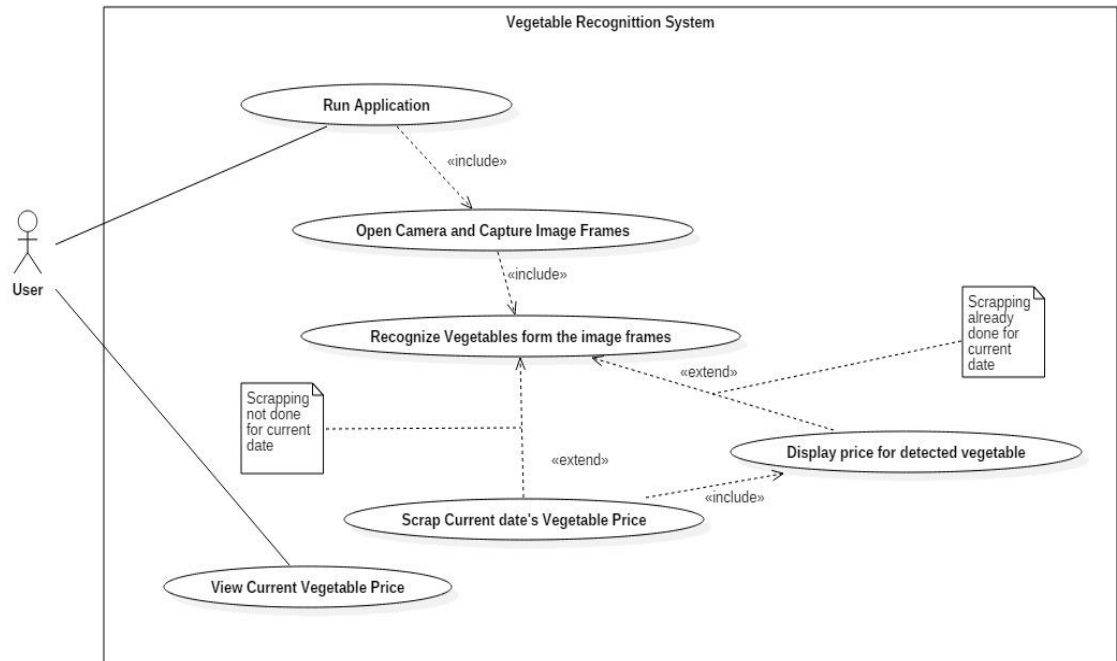 Vegetable Recognittion System
Run Application
«include»
Open Camera and Capture Image Frames
«include»
User
Recognize Vegetables form the image frames
Scrapping
already
done for
current
date
«extend»
Scrapping
not done
for current
date
Display price for detected vegetable
«extend»
«include»
Scrap Current date's Vegetable Price
View Current Vegetable Price